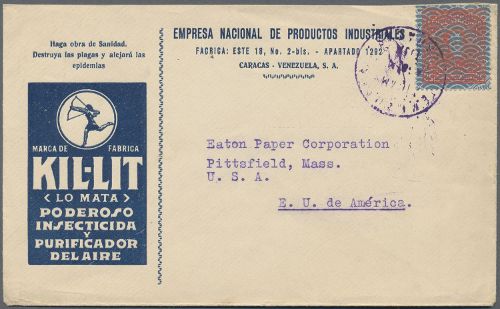 Haga obra de Sanidad.
Destruya las plagas y alejará las
epidemias
MARCA DE FABRICA
KIL-LIT
< LO MATA >
PODEROSO
INSECTICIDA
Y
PURIFICADOR
DEL AIRE
EMPRESA NACIONAL DE PRODUCTOS INDUSTRIALES
FACRICA: ESTE 18, No. 2-bis. - APARTADO 1292
CARACAS - VENEZUELA, S. A.
Eaton Paper Corporation
Pittsfield, Mass.
U. S. A.
E. U. de América.